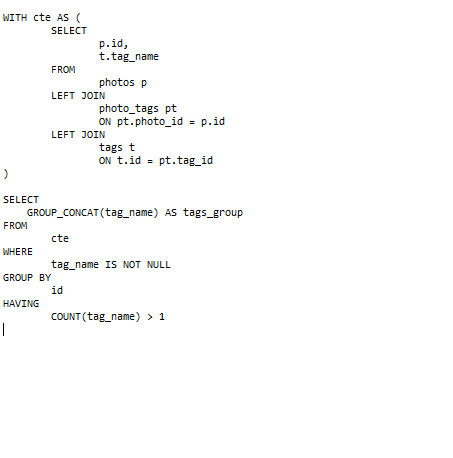 WITH cte AS (
SELECT
p.id,
t.tag_name
FROM
photos p
LEFT JOIN
photo_tags pt
ON pt.photo_id = p.id
LEFT JOIN
tags t
ON t.id = pt.tag_id
)
SELECT
GROUP_CONCAT(tag_name) AS tags_group
FROM
cte
WHERE
tag_name IS NOT NULL
GROUP BY
id
HAVING
COUNT(tag_name) > 1